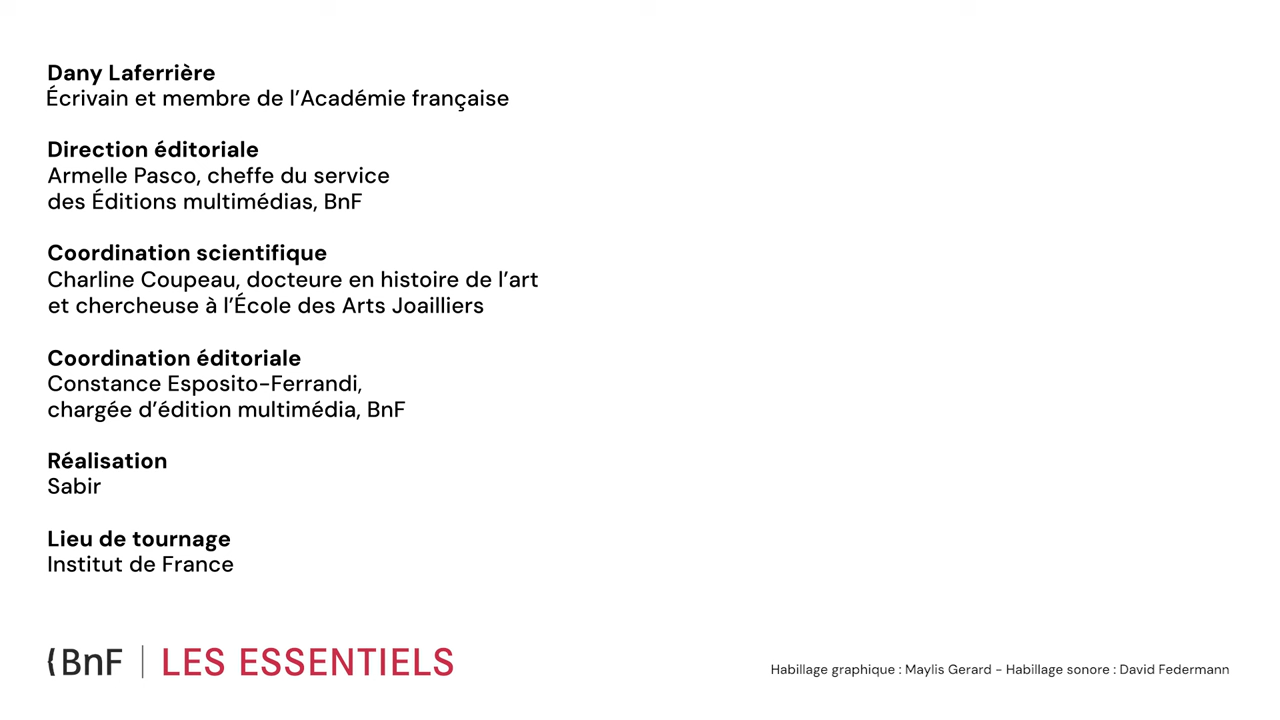 Dany Laferrière
Écrivain et membre de l’Académie française
Direction éditoriale
Armelle Pasco, cheffe du service
des Éditions multimédias, BnF
Coordination scientifique
Charline Coupeau, docteure en histoire de l’art
et chercheuse à l’École des Arts Joailliers
Coordination éditoriale
Constance Esposito-Ferrandi,
chargée d’édition multimédia, BnF
Réalisation
Sabir
Lieu de tournage
Institut de France
BnF | LES ESSENTIELS
Habillage graphique : Maylis Gerard - Habillage sonore : David Federmann